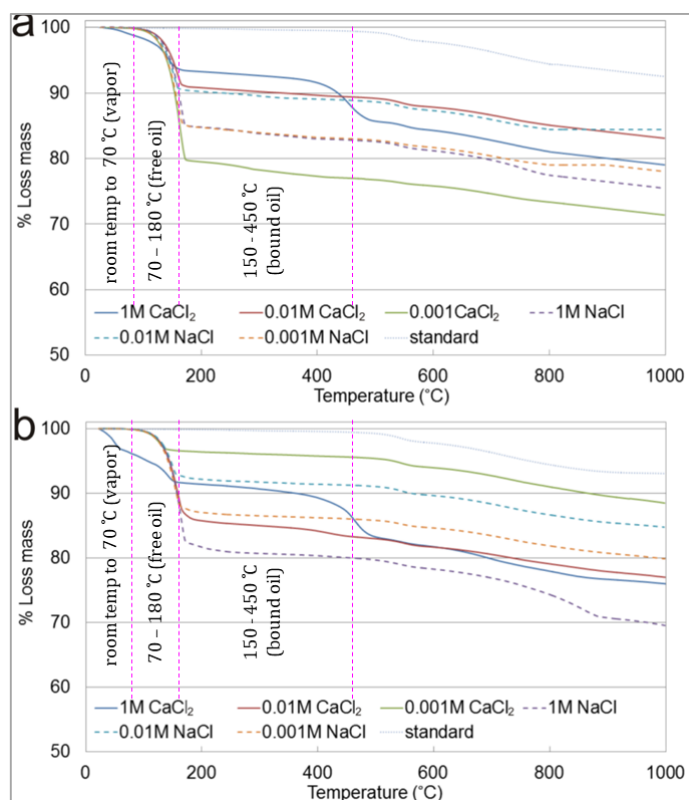 a
100
90
80
70
60
50
% Loss mass
room temp to 70 ℃ (vapor)
70 – 180 ℃ (free oil)
150 - 450 ℃
(bound oil)
1M CaCl₂ 0.01M CaCl₂ 0.001CaCl₂ 1M NaCl
0.01M NaCl 0.001M NaCl standard
0 200 400 600 800 1000
Temperature (°C)
b
100
90
80
70
60
50
% Loss mass
room temp to 70 ℃ (vapor)
70 – 180 ℃ (free oil)
150 - 450 ℃
(bound oil)
1M CaCl₂ 0.01M CaCl₂ 0.001M CaCl₂ 1M NaCl
0.01M NaCl 0.001M NaCl standard
0 200 400 600 800 1000
Temperature (°C)